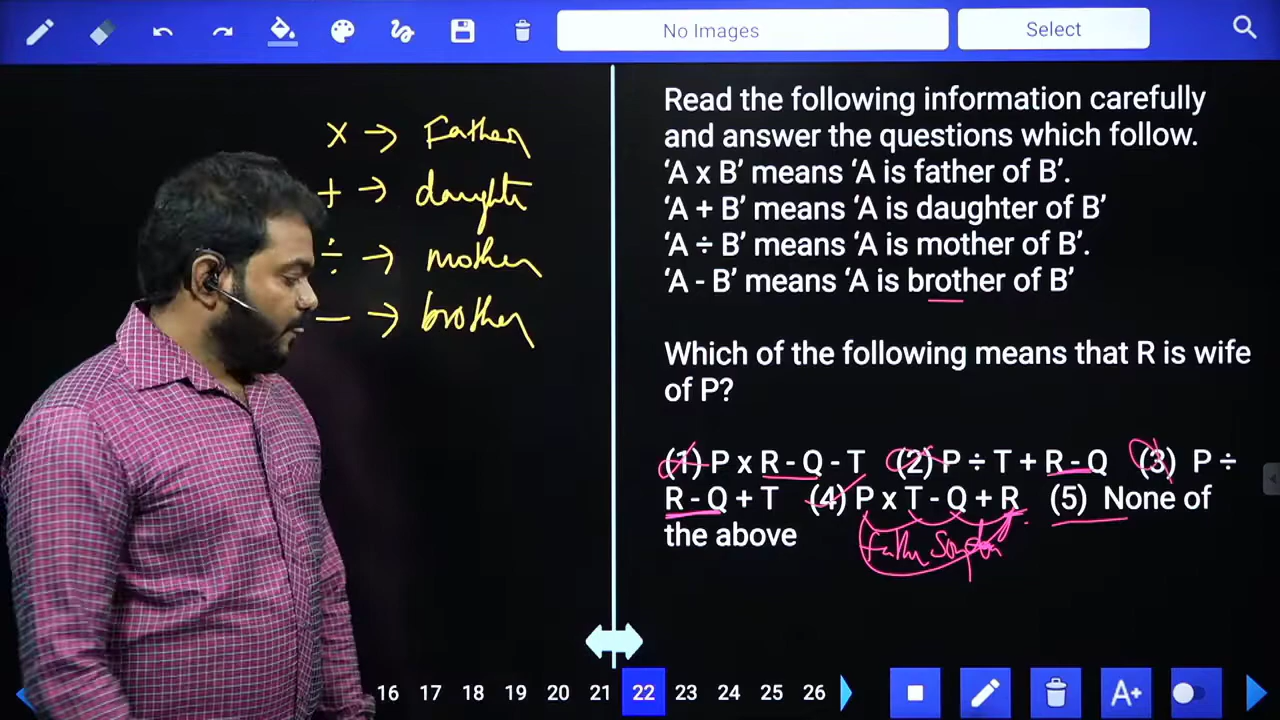 No Images
Select
x → Father
+ → daughte
÷ → mother
— → brother
Read the following information carefully
and answer the questions which follow.
‘A x B’ means ‘A is father of B’.
‘A + B’ means ‘A is daughter of B’
‘A ÷ B’ means ‘A is mother of B’.
‘A - B’ means ‘A is brother of B’
Which of the following means that R is wife
of P?
(1) P x R - Q - T (2) P ÷ T + R - Q (3) P ÷
R - Q + T (4) P x T - Q + R (5) None of
the above
Father
16 17 18 19 20 21 22 23 24 25 26
A+